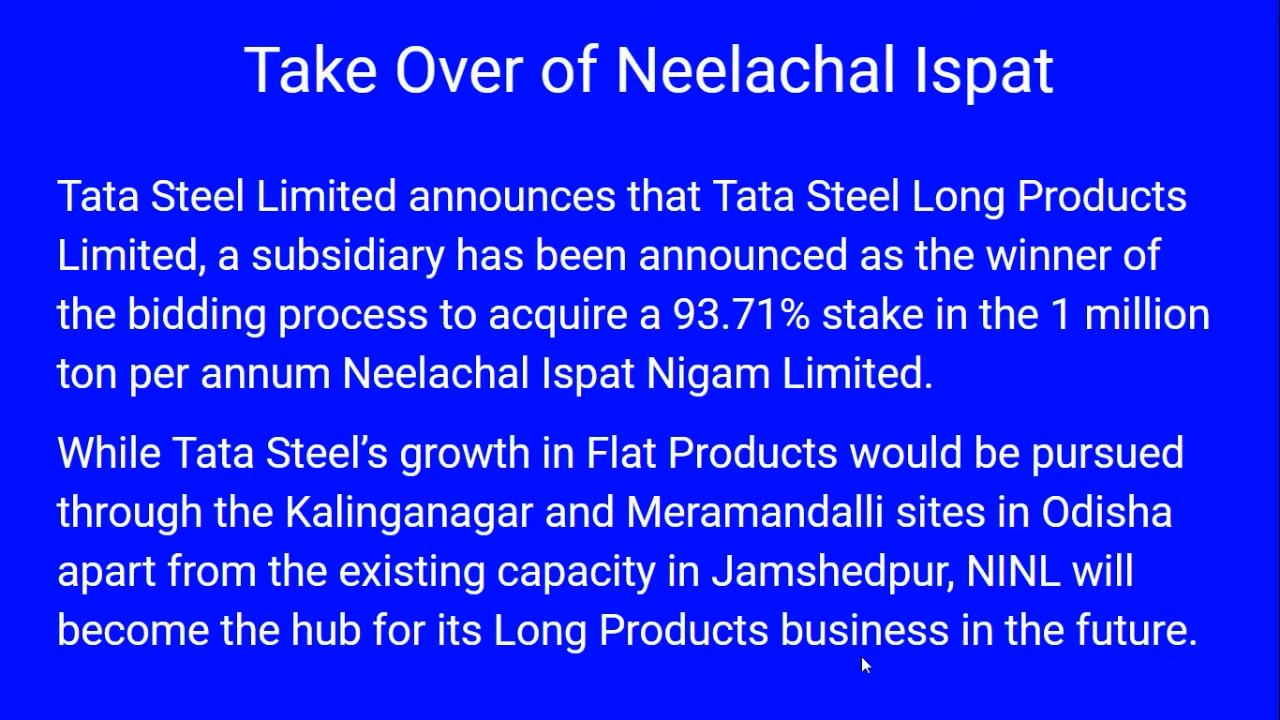 Take Over of Neelachal Ispat
Tata Steel Limited announces that Tata Steel Long Products
Limited, a subsidiary has been announced as the winner of
the bidding process to acquire a 93.71% stake in the 1 million
ton per annum Neelachal Ispat Nigam Limited.
While Tata Steel’s growth in Flat Products would be pursued
through the Kalinganagar and Meramandalli sites in Odisha
apart from the existing capacity in Jamshedpur, NINL will
become the hub for its Long Products business in the future.